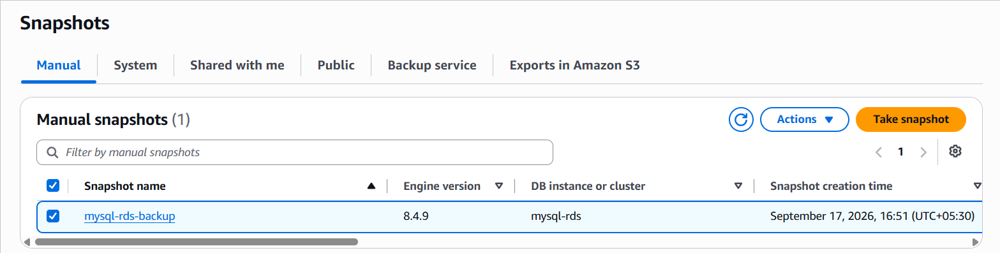 Snapshots
Manual System Shared with me Public Backup service Exports in Amazon S3
Manual snapshots (1) Actions Take snapshot
Filter by manual snapshots 1
Snapshot name Engine version DB instance or cluster Snapshot creation time
mysql-rds-backup 8.4.9 mysql-rds September 17, 2026, 16:51 (UTC+05:30)